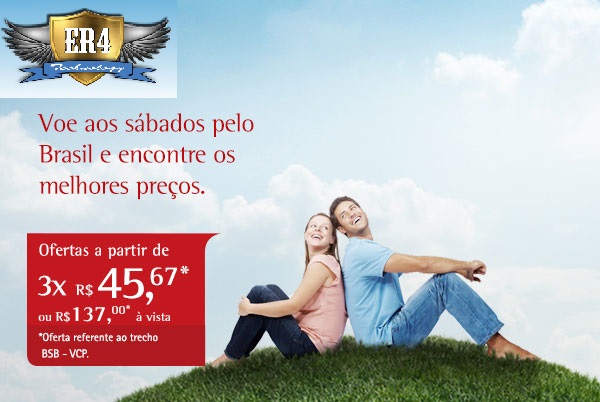 ER4
Technology
Voe aos sábados pelo
Brasil e encontre os
melhores preços.
Ofertas a partir de
3x R$ 45,67*
ou R$ 137,00* à vista
*Oferta referente ao trecho
BSB - VCP.